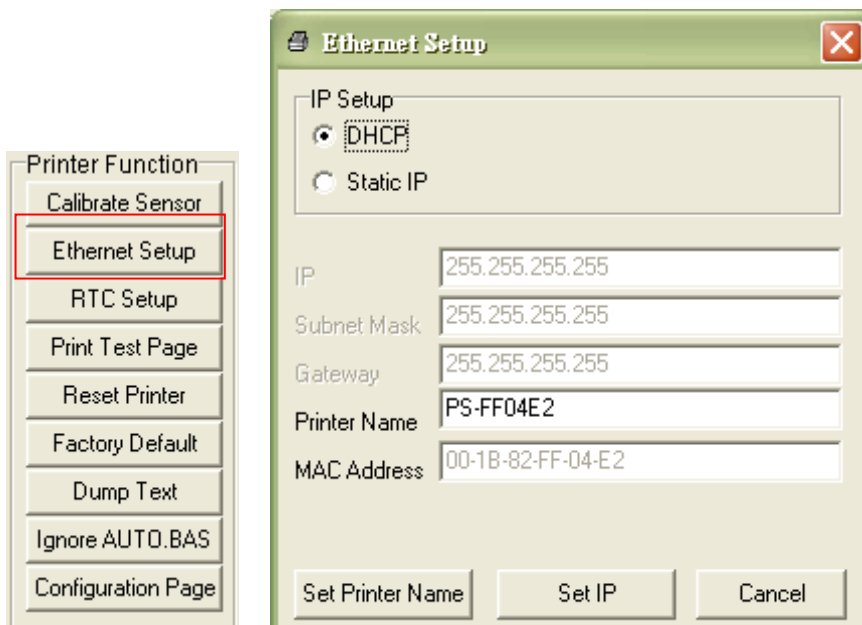 Printer Function
Calibrate Sensor
Ethernet Setup
RTC Setup
Print Test Page
Reset Printer
Factory Default
Dump Text
Ignore AUTO.BAS
Configuration Page
Ethernet Setup
IP Setup
DHCP
Static IP
IP 255.255.255.255
Subnet Mask 255.255.255.255
Gateway 255.255.255.255
Printer Name PS-FF04E2
MAC Address 00-1B-82-FF-04-E2
Set Printer Name Set IP Cancel